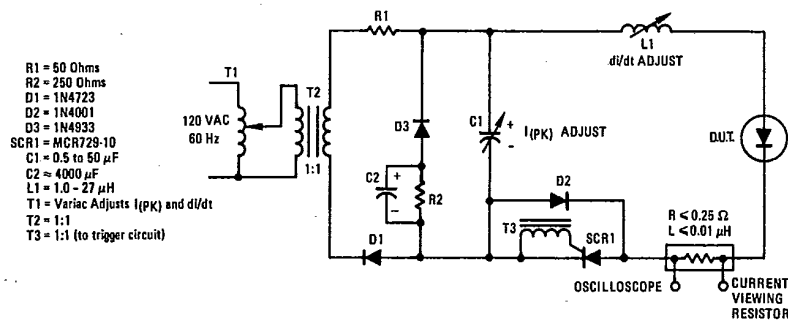 R1 = 50 Ohms
R2 = 250 Ohms
D1 = 1N4723
D2 = 1N4001
D3 = 1N4933
SCR1 = MCR729-10
C1 = 0.5 to 50 μF
C2 ≈ 4000 μF
L1 = 1.0 - 27 μH
T1 = Variac Adjusts I(PK) and di/dt
T2 = 1:1
T3 = 1:1 (to trigger circuit)
T1
120 VAC
60 Hz
T2
1:1
R1
D3
C2
+
−
R2
D1
C1
+
−
I(PK) ADJUST
L1
di/dt ADJUST
D.U.T.
D2
T3
SCR1
R ≤ 0.25 Ω
L ≤ 0.01 μH
OSCILLOSCOPE
CURRENT
VIEWING
RESISTOR